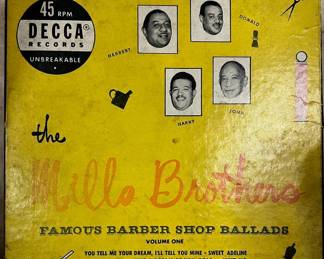 45 RPM
DECCA®
RECORDS
UNBREAKABLE
HERBERT
DONALD
HARRY
JOHN
the
Mills Brothers
FAMOUS BARBER SHOP BALLADS
VOLUME ONE
YOU TELL ME YOUR DREAM, I'LL TELL YOU MINE - SWEET ADELINE